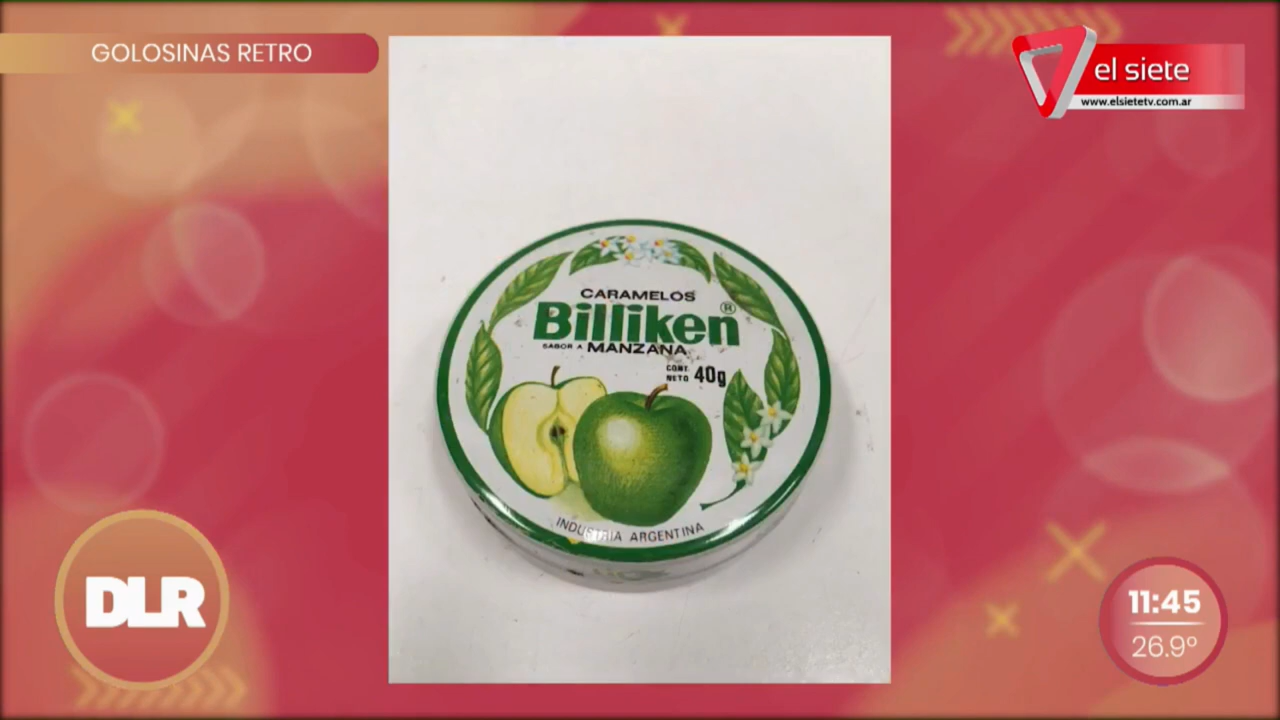 GOLOSINAS RETRO
el siete
www.elsietetv.com.ar
CARAMELOS
Billiken®
SABOR A MANZANA
CONT. NETO 40g
INDUSTRIA ARGENTINA
DLR
11:45
26.9º